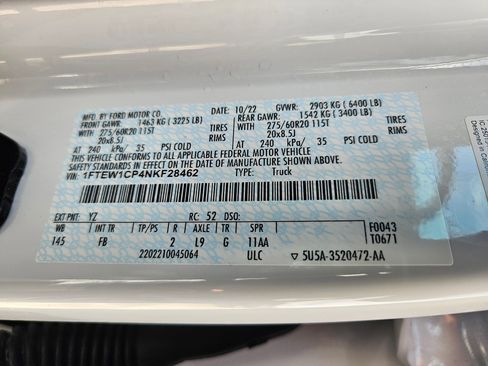 MFD. BY FORD MOTOR CO.
DATE: 10/22 GVWR: 2903 KG ( 6400 LB)
FRONT GAWR: 1463 KG ( 3225 LB) REAR GAWR: 1542 KG ( 3400 LB)
WITH 275/60R20 115T TIRES WITH 275/60R20 115T TIRES
20x8.5J RIMS 20x8.5J RIMS
AT 240 kPa/ 35 PSI COLD AT 240 kPa/ 35 PSI COLD
THIS VEHICLE CONFORMS TO ALL APPLICABLE FEDERAL MOTOR VEHICLE
SAFETY STANDARDS IN EFFECT ON THE DATE OF MANUFACTURE SHOWN ABOVE.
VIN: 1FTEW1CP4NKF28462 TYPE: Truck
EXT PNT: YZ RC: 52 DSO:
WB INT TR TP/PS R AXLE TR SPR F0043
145 FB 2 L9 G 11AA T0671
2202210045064 ULC 5U5A-3520472-AA